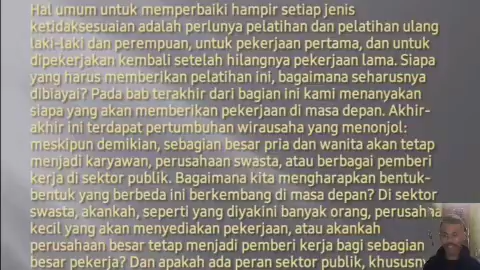 Hal umum untuk memperbaiki hampir setiap jenis
ketidaksesuaian adalah perlunya pelatihan dan pelatihan ulang
laki-laki dan perempuan, untuk pekerjaan pertama, dan untuk
dipekerjakan kembali setelah hilangnya pekerjaan lama. Siapa
yang harus memberikan pelatihan ini, bagaimana seharusnya
dibiayai? Pada bab terakhir dari bagian ini kami menanyakan
siapa yang akan memberikan pekerjaan di masa depan. Akhir-
akhir ini terdapat pertumbuhan wirausaha yang menonjol:
meskipun demikian, sebagian besar pria dan wanita akan tetap
menjadi karyawan, perusahaan swasta, atau berbagai pemberi
kerja di sektor publik. Bagaimana kita mengharapkan bentuk-
bentuk yang berbeda ini berkembang di masa depan? Di sektor
swasta, akankah, seperti yang diyakini banyak orang, perusaha
kecil yang akan menyediakan pekerjaan, atau akankah
perusahaan besar tetap menjadi pemberi kerja bagi sebagian
besar pekerja? Dan apakah ada peran sektor publik, khususn